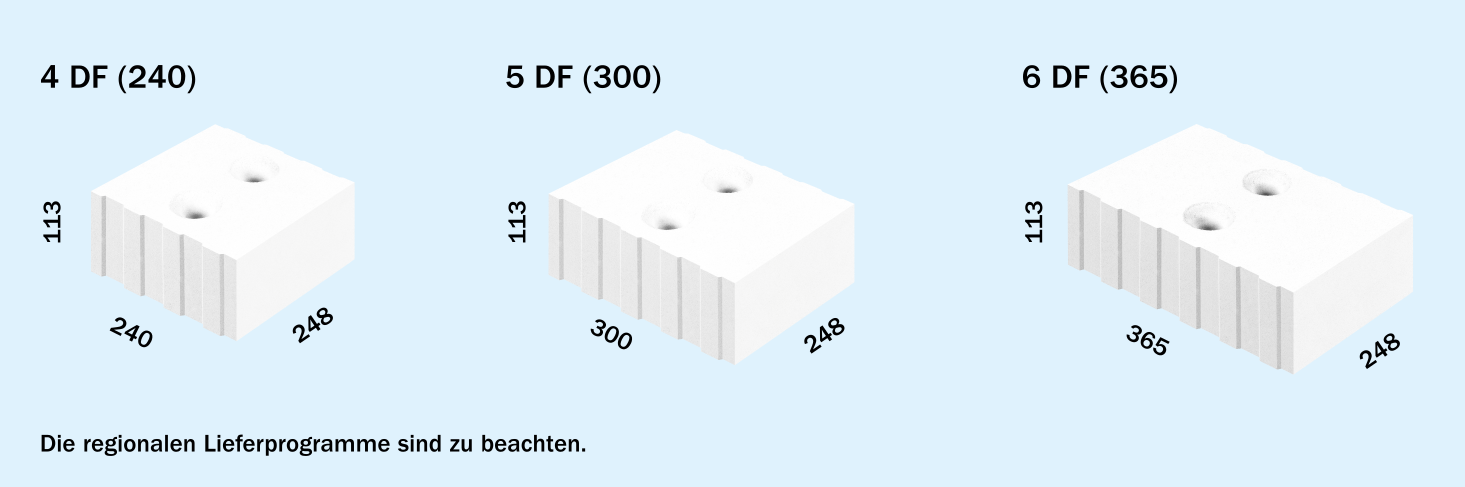 4 DF (240)
5 DF (300)
6 DF (365)
113
240
248
113
300
248
113
365
248
Die regionalen Lieferprogramme sind zu beachten.